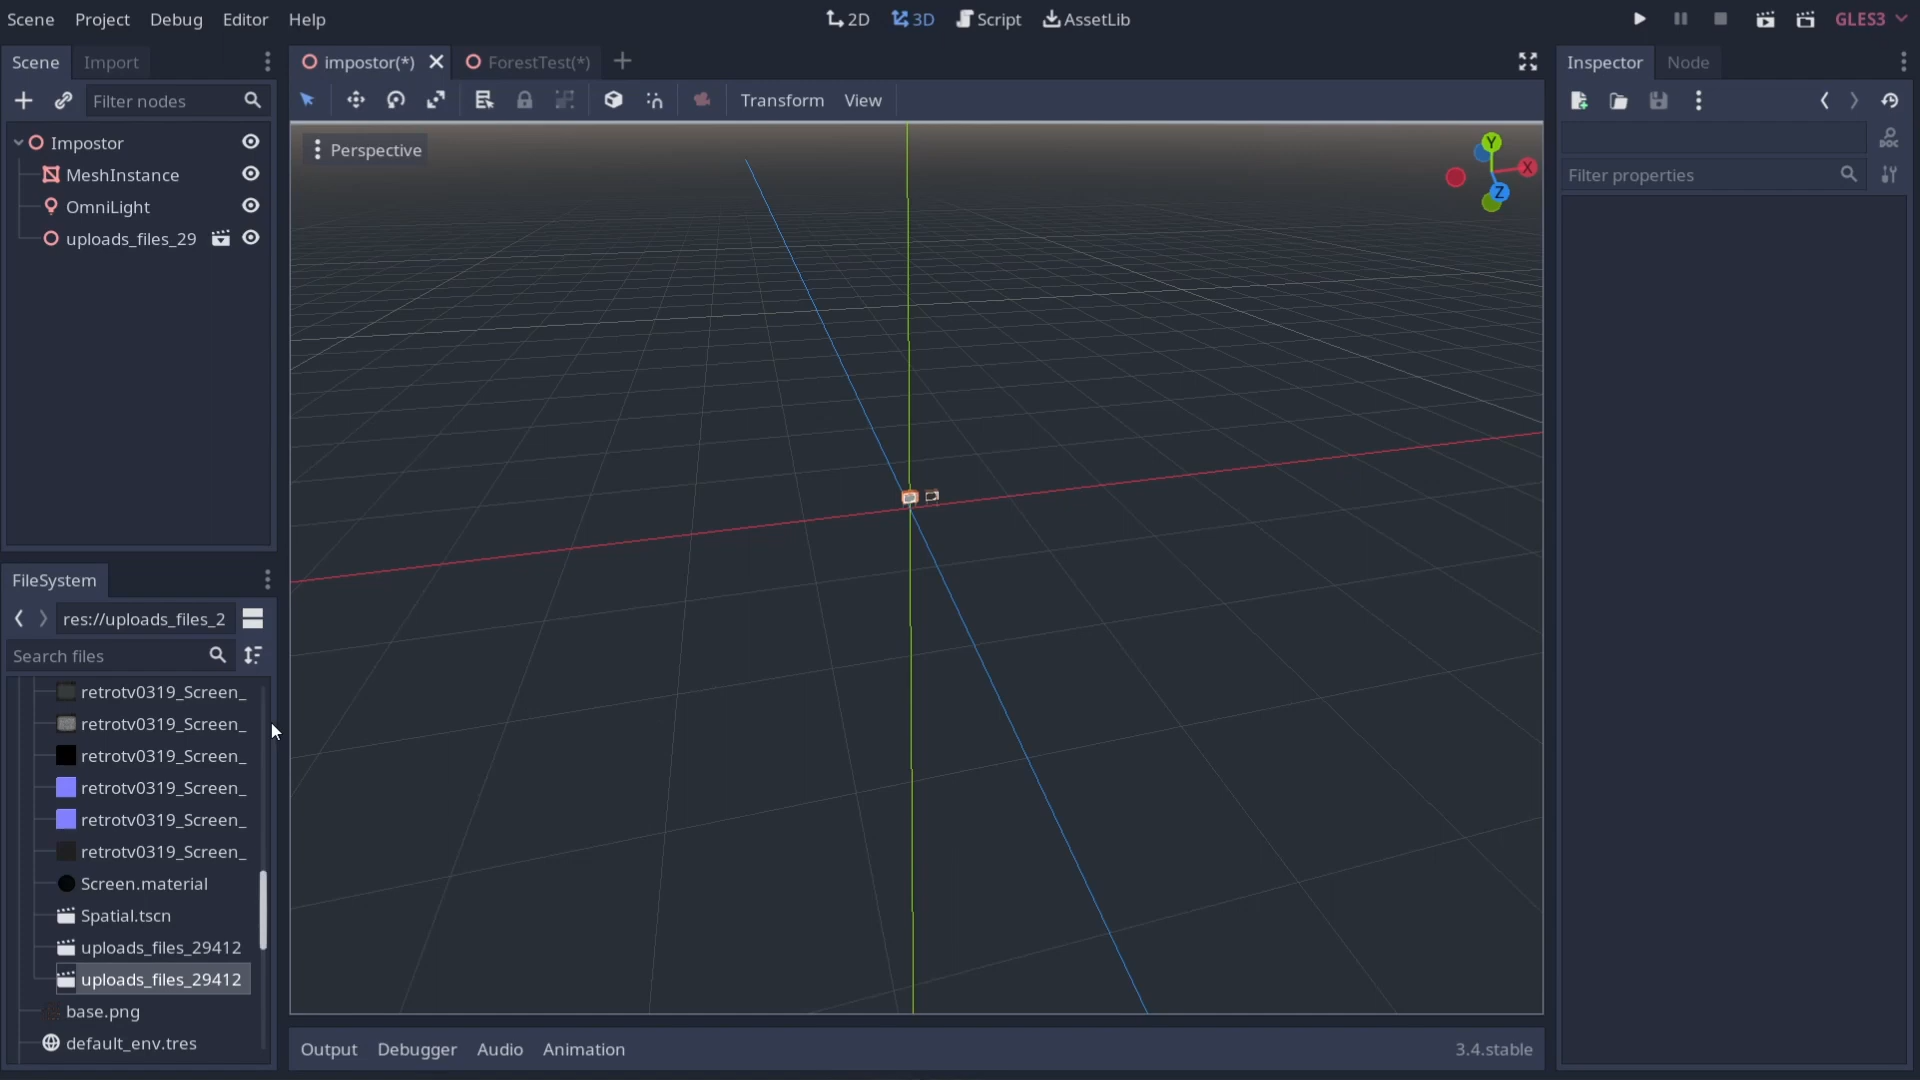 Scene Project Debug Editor Help
2D 3D Script AssetLib
GLES3
Scene Import
Filter nodes
Impostor
MeshInstance
OmniLight
uploads_files_29
FileSystem
res://uploads_files_2
Search files
retrotv0319_Screen_
retrotv0319_Screen_
retrotv0319_Screen_
retrotv0319_Screen_
retrotv0319_Screen_
retrotv0319_Screen_
Screen.material
Spatial.tscn
uploads_files_29412
uploads_files_29412
base.png
default_env.tres
impostor(*) ForestTest(*)
Transform View
Perspective
Y
X
Z
Output Debugger Audio Animation
3.4.stable
Inspector Node
DOC
Filter properties